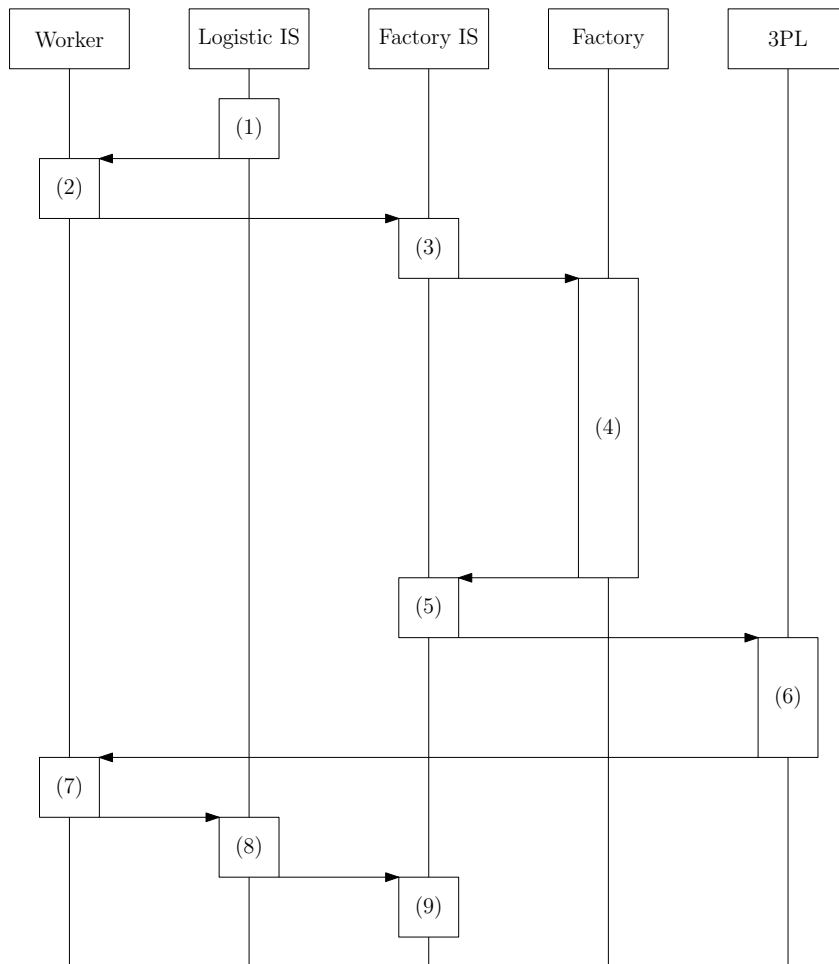 Worker
Logistic IS
Factory IS
Factory
3PL
(1)
(2)
(3)
(4)
(5)
(6)
(7)
(8)
(9)